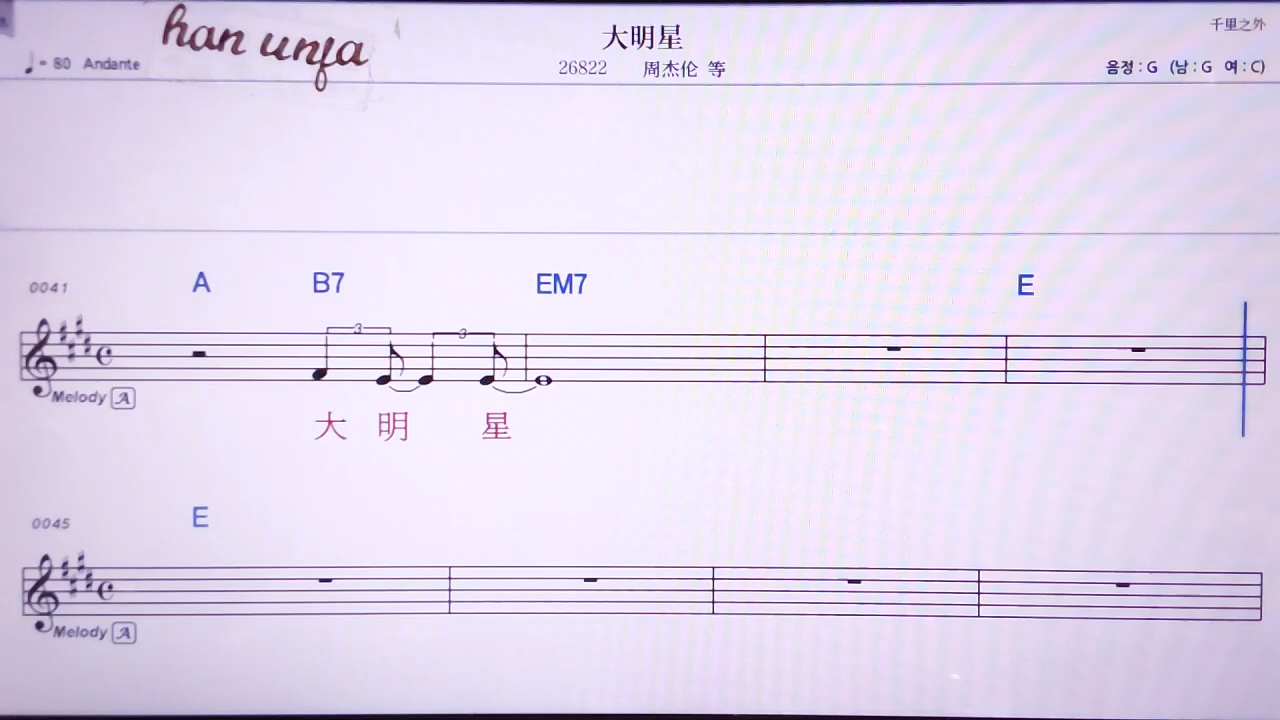 han unfa
大明星
千里之外
♩= 80 Andante
26822 周杰伦 等
음정 : G (남 : G 여 : C)
0041 A B7 EM7 E
3 3
Melody A
大 明 星
0045 E
Melody A